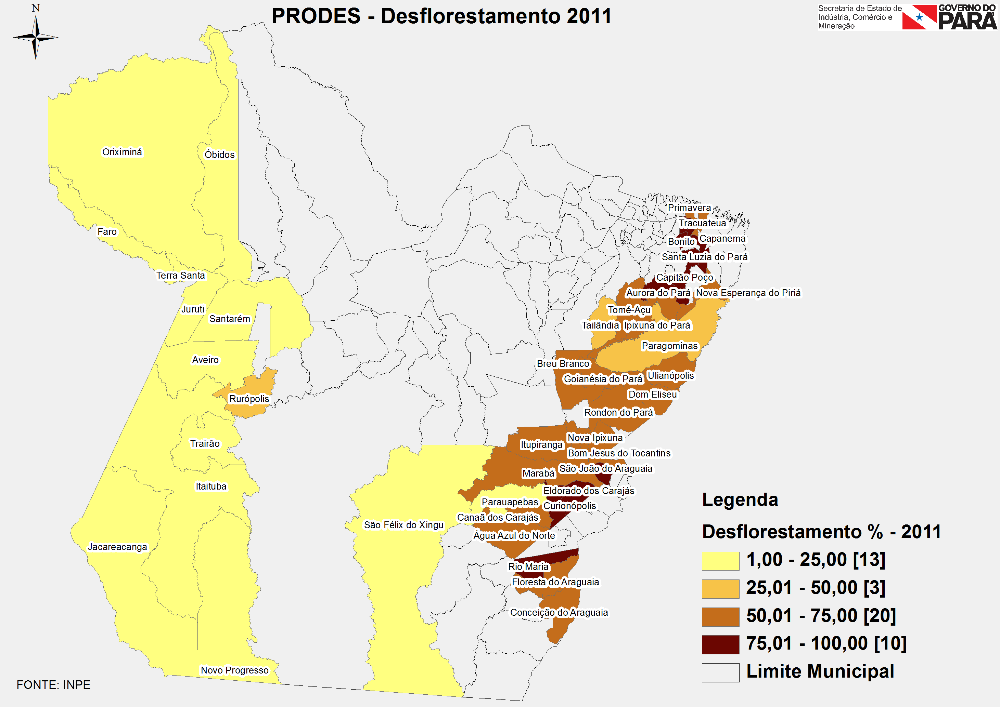 N
PRODES - Desflorestamento 2011
Secretaria de Estado de
Indústria, Comércio e
Mineração
GOVERNO DO
PARÁ
Oriximiná
Óbidos
Faro
Terra Santa
Juruti
Santarém
Aveiro
Rurópolis
Trairão
Itaituba
Jacareacanga
Novo Progresso
São Félix do Xingu
Primavera
Tracuateua
Bonito
Capanema
Santa Luzia do Pará
Capitão Poço
Aurora do Pará
Nova Esperança do Piriá
Tomé-Açu
Tailândia
Ipixuna do Pará
Paragominas
Breu Branco
Ulianópolis
Goianésia do Pará
Dom Eliseu
Rondon do Pará
Nova Ipixuna
Itupiranga
Bom Jesus do Tocantins
São João do Araguaia
Marabá
Eldorado dos Carajás
Parauapebas
Curionópolis
Canaã dos Carajás
Água Azul do Norte
Rio Maria
Floresta do Araguaia
Conceição do Araguaia
Legenda
Desflorestamento % - 2011
1,00 - 25,00 [13]
25,01 - 50,00 [3]
50,01 - 75,00 [20]
75,01 - 100,00 [10]
Limite Municipal
FONTE: INPE